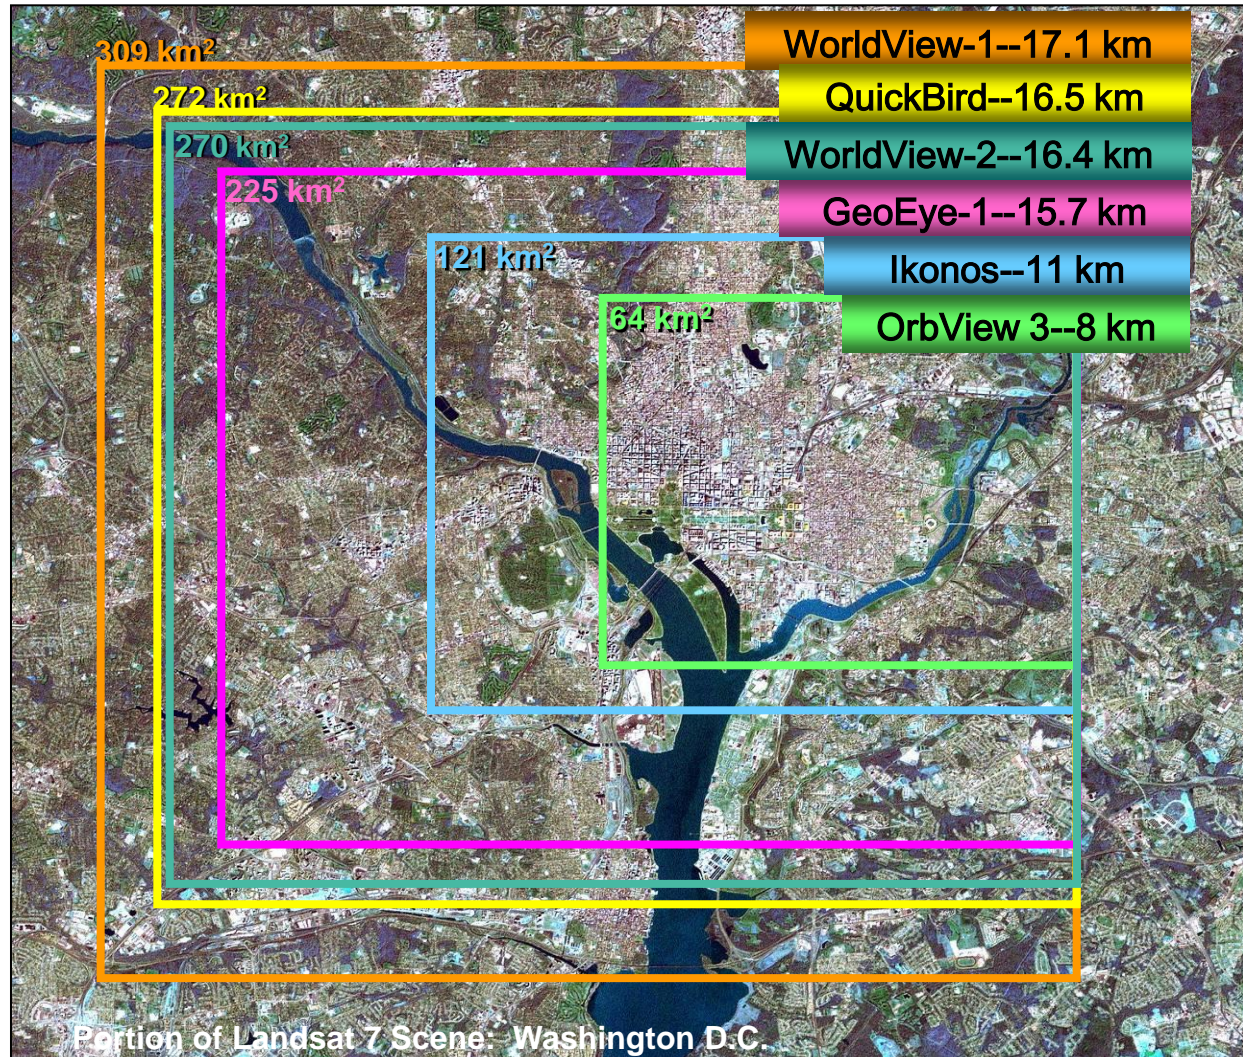 309 km²
WorldView-1--17.1 km
272 km²
QuickBird--16.5 km
270 km²
WorldView-2--16.4 km
225 km²
GeoEye-1--15.7 km
121 km²
Ikonos--11 km
64 km²
OrbView 3--8 km
Portion of Landsat 7 Scene: Washington D.C.